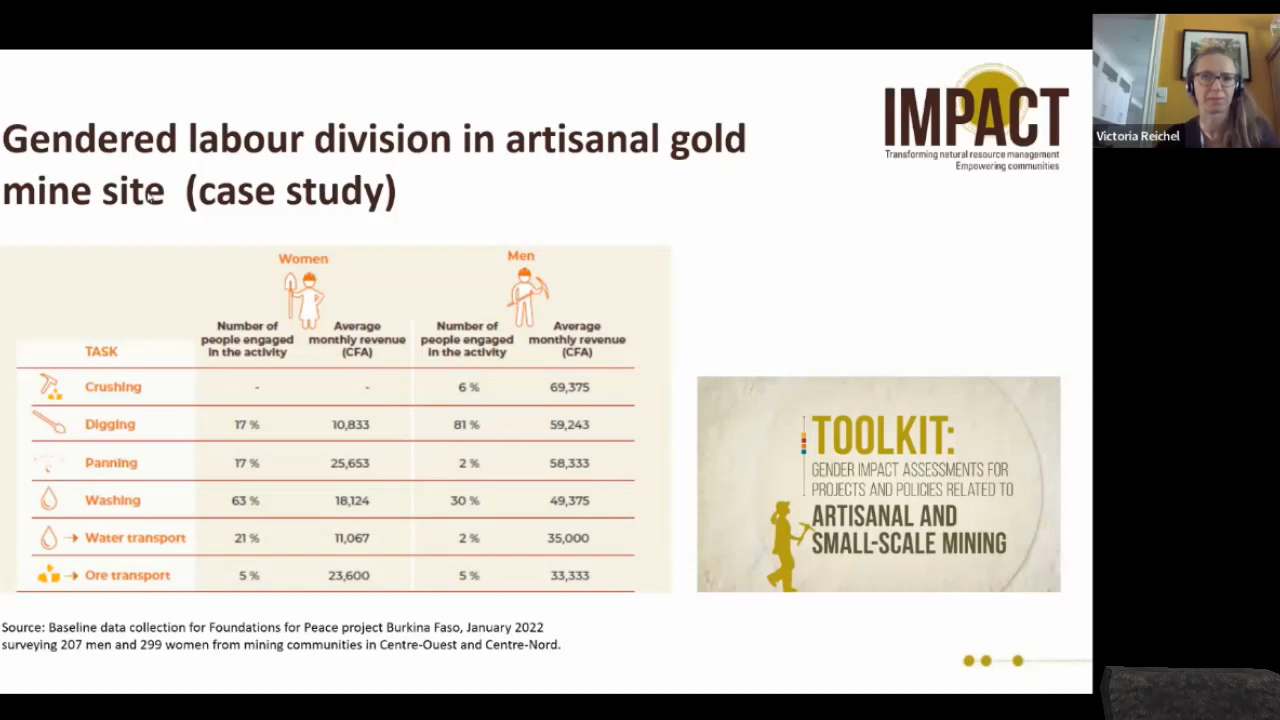 Gendered labour division in artisanal gold
mine site (case study)
IMPACT
Transforming natural resource management
Empowering communities
Victoria Reichel
Women Men
Number of people engaged in the activity Average monthly revenue (CFA) Number of people engaged in the activity Average monthly revenue (CFA)
TASK
Crushing - - 6 % 69,375
Digging 17 % 10,833 81 % 59,243
Panning 17 % 25,653 2 % 58,333
Washing 63 % 18,124 30 % 49,375
Water transport 21 % 11,067 2 % 35,000
Ore transport 5 % 23,600 5 % 33,333
TOOLKIT:
GENDER IMPACT ASSESSMENTS FOR
PROJECTS AND POLICIES RELATED TO
ARTISANAL AND
SMALL-SCALE MINING
Source: Baseline data collection for Foundations for Peace project Burkina Faso, January 2022
surveying 207 men and 299 women from mining communities in Centre-Ouest and Centre-Nord.